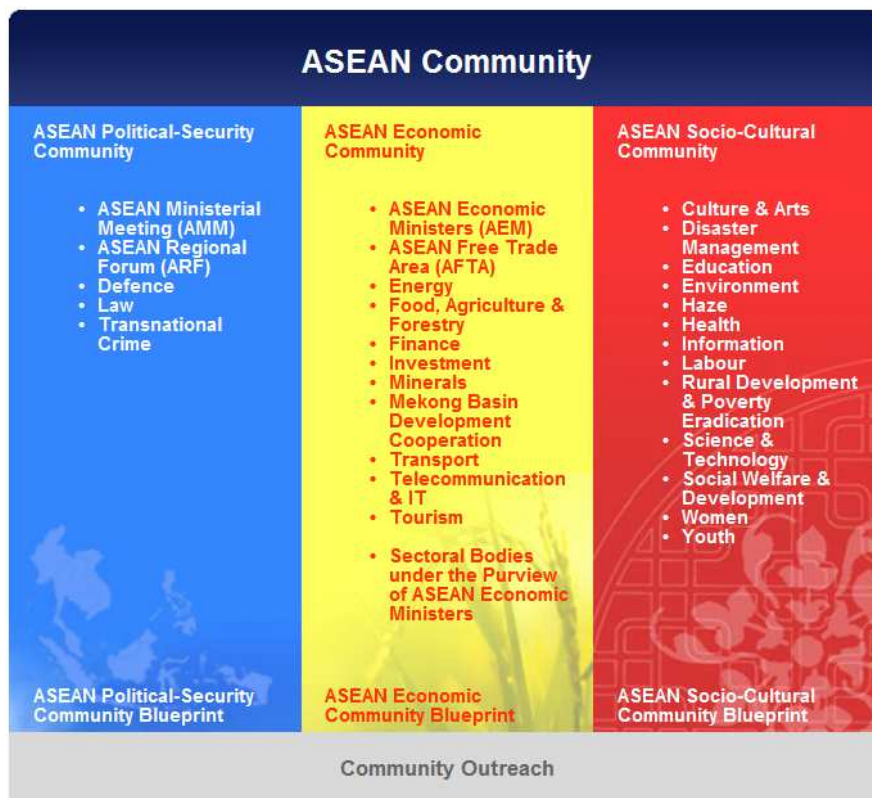 ASEAN Community
ASEAN Political-Security
Community
• ASEAN Ministerial
Meeting (AMM)
• ASEAN Regional
Forum (ARF)
• Defence
• Law
• Transnational
Crime
ASEAN Political-Security
Community Blueprint
ASEAN Economic
Community
• ASEAN Economic
Ministers (AEM)
• ASEAN Free Trade
Area (AFTA)
• Energy
• Food, Agriculture &
Forestry
• Finance
• Investment
• Minerals
• Mekong Basin
Development
Cooperation
• Transport
• Telecommunication
& IT
• Tourism
• Sectoral Bodies
under the Purview
of ASEAN Economic
Ministers
ASEAN Economic
Community Blueprint
ASEAN Socio-Cultural
Community
• Culture & Arts
• Disaster
Management
• Education
• Environment
• Haze
• Health
• Information
• Labour
• Rural Development
& Poverty
Eradication
• Science &
Technology
• Social Welfare &
Development
• Women
• Youth
ASEAN Socio-Cultural
Community Blueprint
Community Outreach